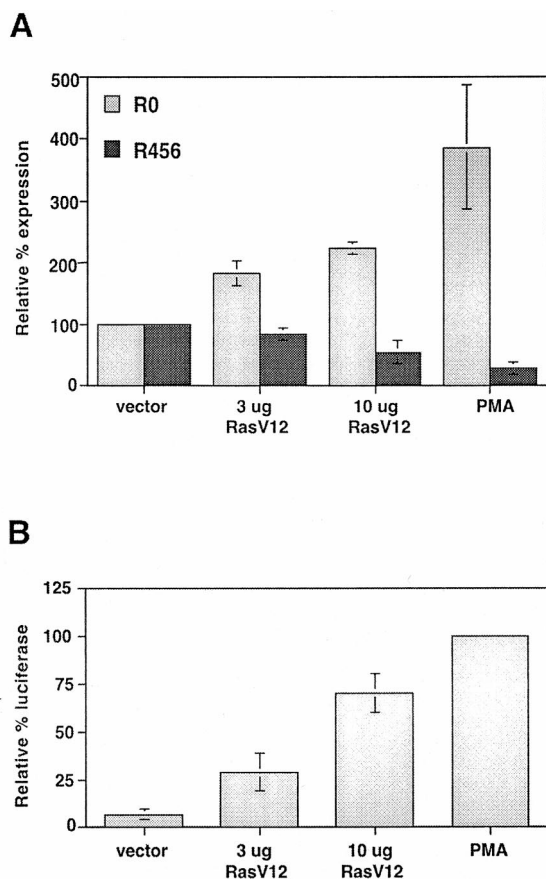 A
500
400
300
200
100
0
Relative % expression
R0
R456
vector
3 ug
RasV12
10 ug
RasV12
PMA
B
125
100
75
50
25
0
Relative % luciferase
vector
3 ug
RasV12
10 ug
RasV12
PMA